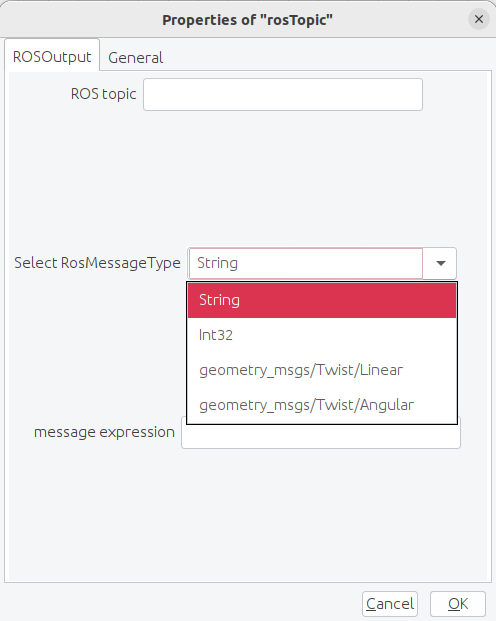 Properties of "rosTopic"
ROSOutput General
ROS topic
Select RosMessageType String
String
Int32
geometry_msgs/Twist/Linear
geometry_msgs/Twist/Angular
message expression
Cancel OK